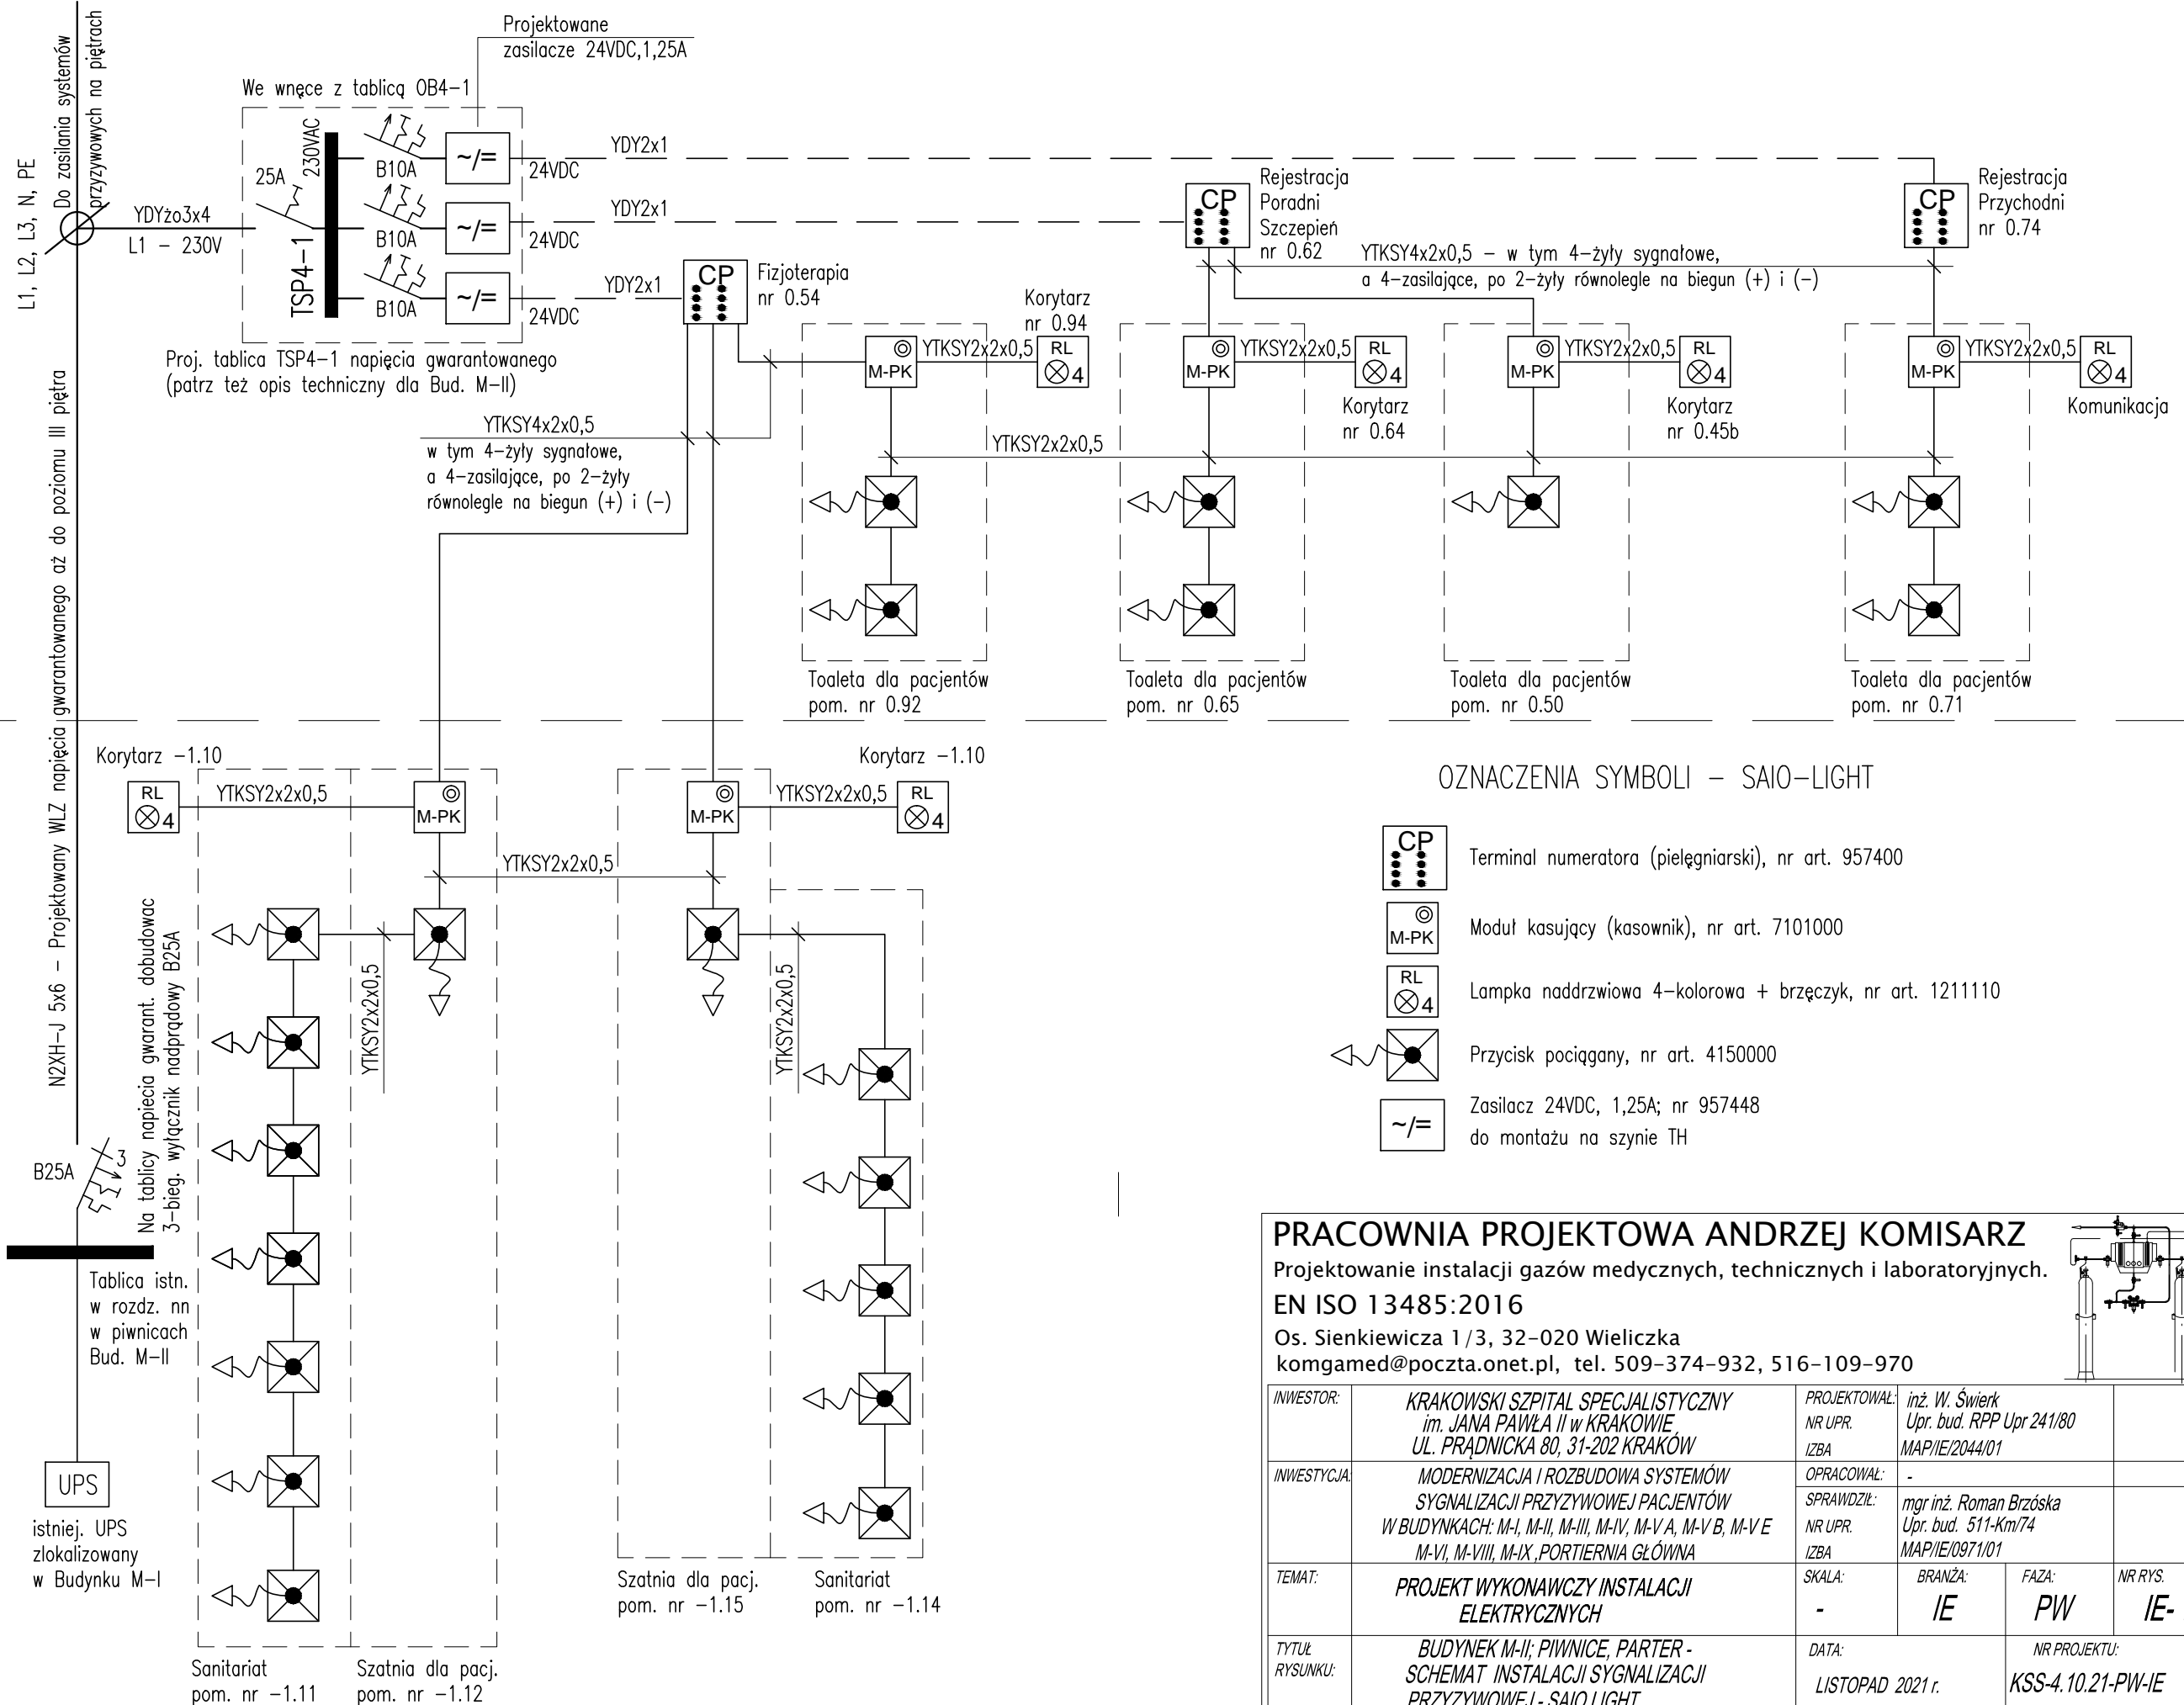 Projektowane
zasilacze 24VDC,1,25A
We wnęce z tablicą OB4-1
L1, L2, L3, N, PE
Do zasilania systemów
przyzywowych na piętrach
YDYżo3x4
L1 - 230V
25A
230VAC
TSP4-1
B10A
~/=
24VDC
YDY2x1
B10A
~/=
24VDC
YDY2x1
B10A
~/=
24VDC
YDY2x1
Proj. tablica TSP4-1 napięcia gwarantowanego
(patrz też opis techniczny dla Bud. M-II)
CP
Fizjoterapia
nr 0.54
CP
Rejestracja
Poradni
Szczepień
nr 0.62
CP
Rejestracja
Przychodni
nr 0.74
YTKSY4x2x0,5 - w tym 4-żyły sygnałowe,
a 4-zasilające, po 2-żyły równolegle na biegun (+) i (-)
Korytarz
nr 0.94
M-PK
YTKSY2x2x0,5
RL
4
M-PK
YTKSY2x2x0,5
RL
4
Korytarz
nr 0.64
M-PK
YTKSY2x2x0,5
RL
4
Korytarz
nr 0.45b
M-PK
YTKSY2x2x0,5
RL
4
Komunikacja
YTKSY4x2x0,5
w tym 4-żyły sygnałowe,
a 4-zasilające, po 2-żyły
równolegle na biegun (+) i (-)
YTKSY2x2x0,5
Toaleta dla pacjentów
pom. nr 0.92
Toaleta dla pacjentów
pom. nr 0.65
Toaleta dla pacjentów
pom. nr 0.50
Toaleta dla pacjentów
pom. nr 0.71
N2XH-J 5x6 - Projektowany WLZ napięcia gwarantowanego aż do poziomu III piętra
Korytarz -1.10
RL
4
YTKSY2x2x0,5
M-PK
M-PK
YTKSY2x2x0,5
Korytarz -1.10
RL
4
YTKSY2x2x0,5
YTKSY2x2x0,5
YTKSY2x2x0,5
Na tablicy napiecia gwarant. dobudowac
3-bieg. wyłącznik nadprądowy B25A
B25A
3
Tablica istn.
w rozdz. nn
w piwnicach
Bud. M-II
UPS
istniej. UPS
zlokalizowany
w Budynku M-I
Sanitariat
pom. nr -1.11
Szatnia dla pacj.
pom. nr -1.12
Szatnia dla pacj.
pom. nr -1.15
Sanitariat
pom. nr -1.14
OZNACZENIA SYMBOLI - SAIO-LIGHT
CP
Terminal numeratora (pielęgniarski), nr art. 957400
M-PK
Moduł kasujący (kasownik), nr art. 7101000
RL
4
Lampka naddrzwiowa 4-kolorowa + brzęczyk, nr art. 1211110
Przycisk pociągany, nr art. 4150000
~/=
Zasilacz 24VDC, 1,25A; nr 957448
do montażu na szynie TH
PRACOWNIA PROJEKTOWA ANDRZEJ KOMISARZ
Projektowanie instalacji gazów medycznych, technicznych i laboratoryjnych.
EN ISO 13485:2016
Os. Sienkiewicza 1/3, 32-020 Wieliczka
komgamed@poczta.onet.pl, tel. 509-374-932, 516-109-970
INWESTOR:
KRAKOWSKI SZPITAL SPECJALISTYCZNY
im. JANA PAWŁA II w KRAKOWIE
UL. PRĄDNICKA 80, 31-202 KRAKÓW
PROJEKTOWAŁ: inż. W. Świerk
NR UPR. Upr. bud. RPP Upr 241/80
IZBA MAP/IE/2044/01
INWESTYCJA:
MODERNIZACJA I ROZBUDOWA SYSTEMÓW
SYGNALIZACJI PRZYZYWOWEJ PACJENTÓW
W BUDYNKACH: M-I, M-II, M-III, M-IV, M-V A, M-V B, M-V E
M-VI, M-VIII, M-IX ,PORTIERNIA GŁÓWNA
OPRACOWAŁ: -
SPRAWDZIŁ: mgr inż. Roman Brzóska
NR UPR. Upr. bud. 511-Km/74
IZBA MAP/IE/0971/01
TEMAT:
PROJEKT WYKONAWCZY INSTALACJI
ELEKTRYCZNYCH
SKALA:
-
BRANŻA:
IE
FAZA:
PW
NR RYS.
IE-
TYTUŁ
RYSUNKU:
BUDYNEK M-II; PIWNICE, PARTER -
SCHEMAT INSTALACJI SYGNALIZACJI
PRZYZYWOWEJ - SAIO LIGHT
DATA:
LISTOPAD 2021 r.
NR PROJEKTU:
KSS-4.10.21-PW-IE